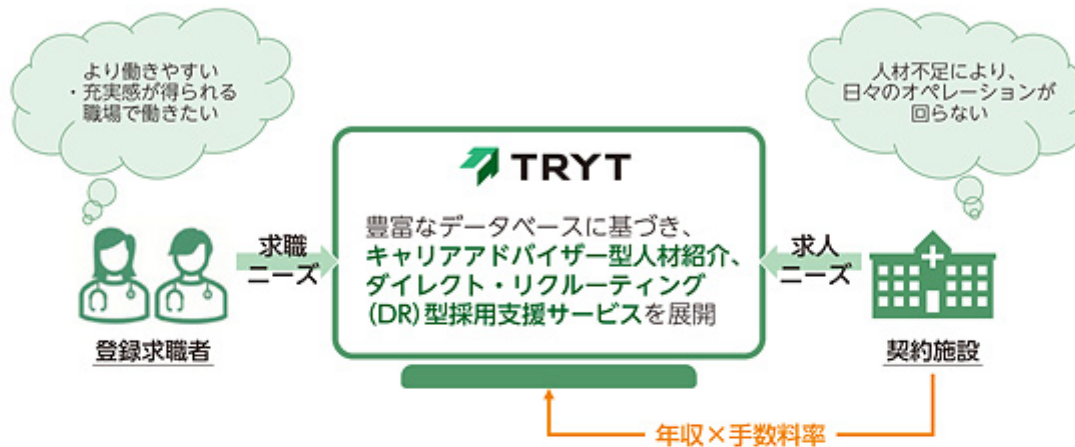 より働きやすい
・充実感が得られる
職場で働きたい
人材不足により、
日々のオペレーションが
回らない
TRYT
豊富なデータベースに基づき、
キャリアアドバイザー型人材紹介、
ダイレクト・リクルーティング
(DR)型採用支援サービスを展開
求職
ニーズ
求人
ニーズ
登録求職者
契約施設
年収×手数料率